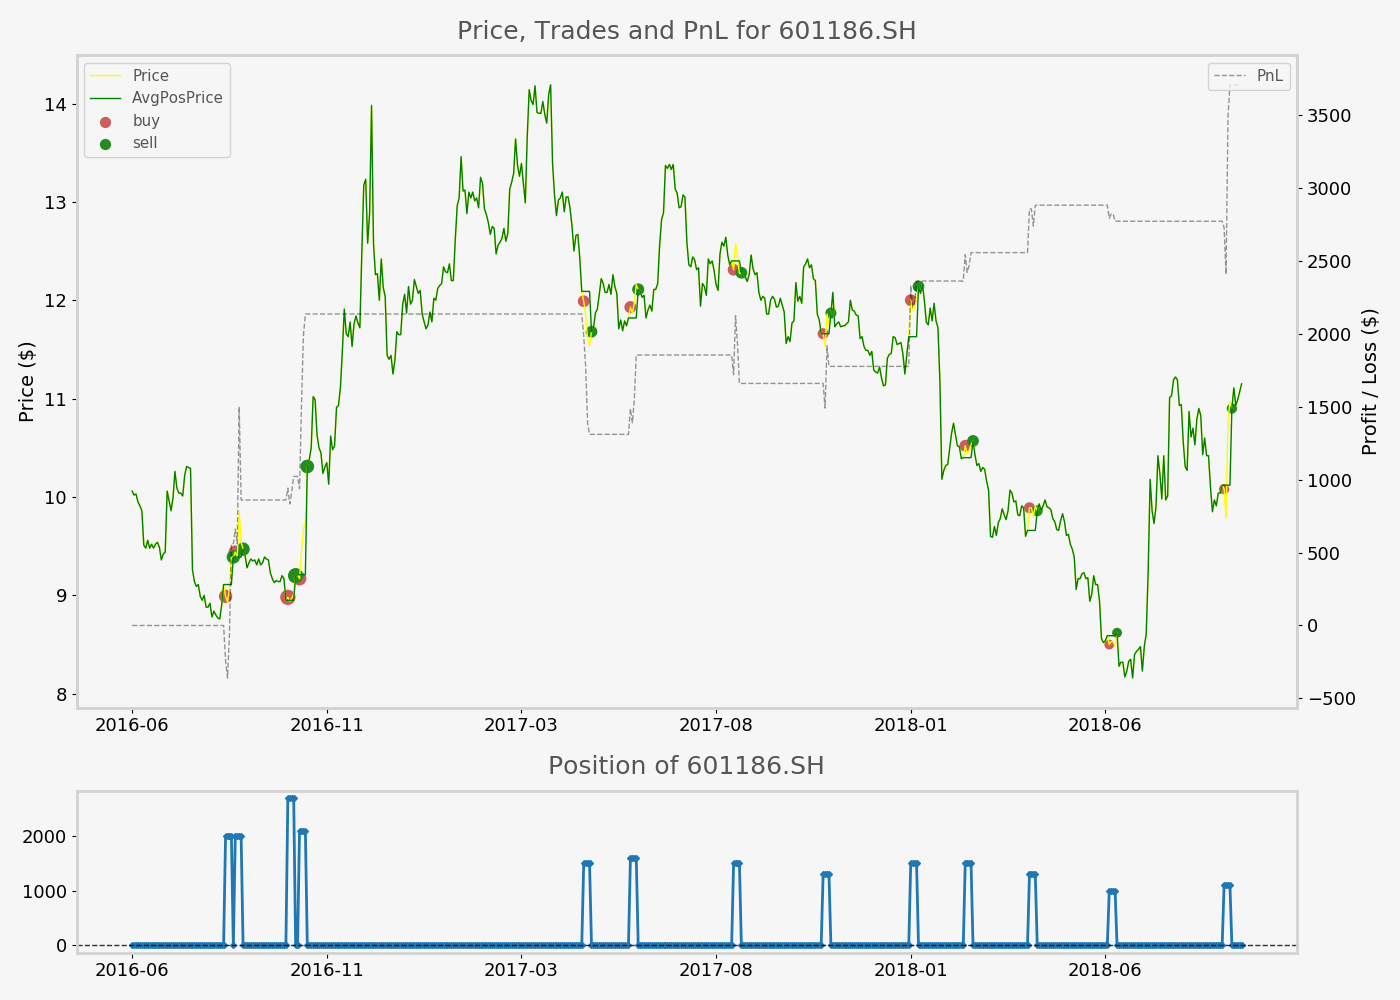 Price, Trades and PnL for 601186.SH
Price
AvgPosPrice
buy
sell
PnL
Price ($)
14
13
12
11
10
9
8
Profit / Loss ($)
3500
3000
2500
2000
1500
1000
500
0
−500
2016-06 2016-11 2017-03 2017-08 2018-01 2018-06
Position of 601186.SH
2000
1000
0
2016-06 2016-11 2017-03 2017-08 2018-01 2018-06